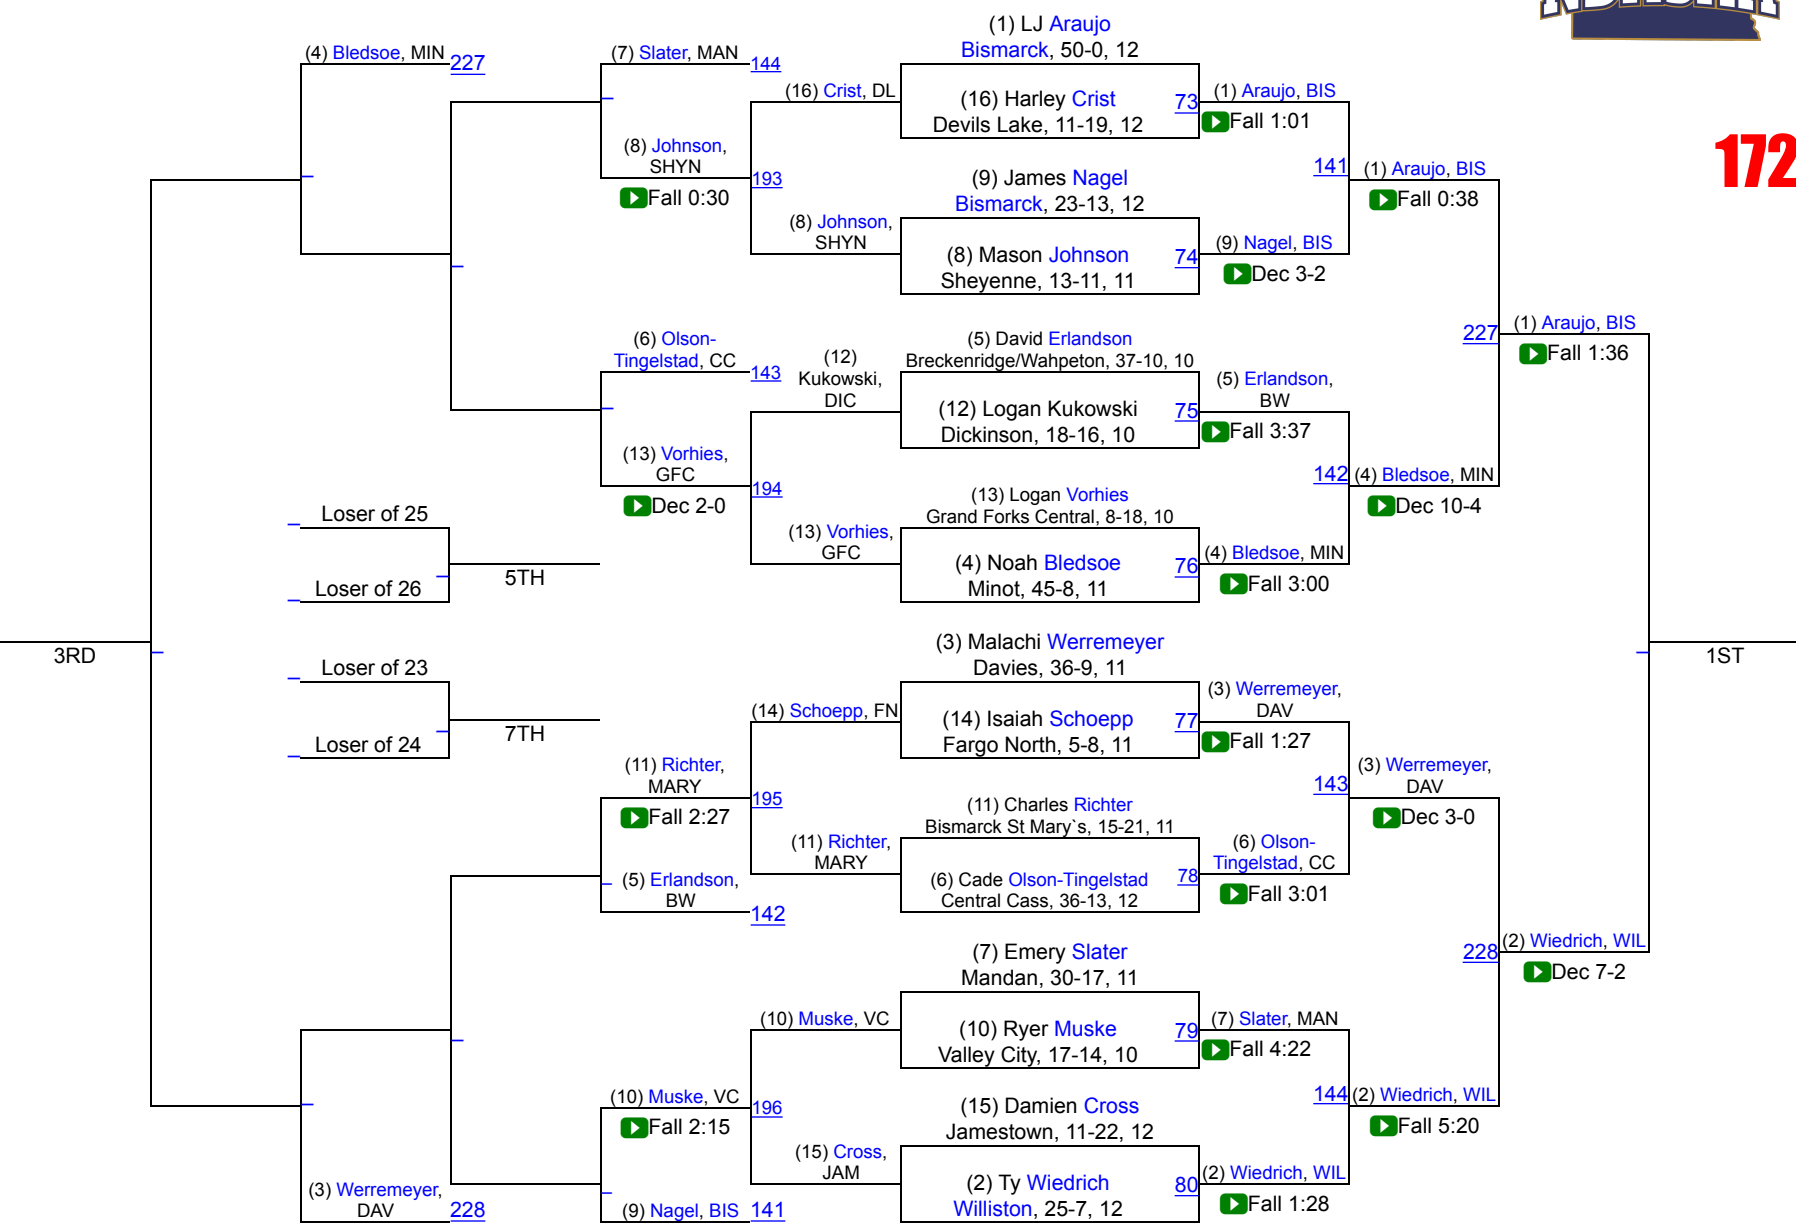 (4) Bledsoe, MIN
227
(7) Slater, MAN
144
(8) Johnson,
SHYN
193
Fall 0:30
(6) Olson-
Tingelstad, CC
143
(13) Vorhies,
GFC
194
Dec 2-0
Loser of 25
Loser of 26
5TH
3RD
Loser of 23
Loser of 24
7TH
(11) Richter,
MARY
195
Fall 2:27
(5) Erlandson,
BW
142
(10) Muske, VC
196
Fall 2:15
(9) Nagel, BIS
141
(3) Werremeyer,
DAV
228
(16) Crist, DL
(8) Johnson,
SHYN
(12)
Kukowski,
DIC
(13) Vorhies,
GFC
(14) Schoepp, FN
(11) Richter,
MARY
(10) Muske, VC
(15) Cross,
JAM
(1) LJ Araujo
Bismarck, 50-0, 12
(16) Harley Crist
Devils Lake, 11-19, 12
73
(9) James Nagel
Bismarck, 23-13, 12
(8) Mason Johnson
Sheyenne, 13-11, 11
74
(5) David Erlandson
Breckenridge/Wahpeton, 37-10, 10
(12) Logan Kukowski
Dickinson, 18-16, 10
75
(13) Logan Vorhies
Grand Forks Central, 8-18, 10
(4) Noah Bledsoe
Minot, 45-8, 11
76
(3) Malachi Werremeyer
Davies, 36-9, 11
(14) Isaiah Schoepp
Fargo North, 5-8, 11
77
(11) Charles Richter
Bismarck St Mary`s, 15-21, 11
(6) Cade Olson-Tingelstad
Central Cass, 36-13, 12
78
(7) Emery Slater
Mandan, 30-17, 11
(10) Ryer Muske
Valley City, 17-14, 10
79
(15) Damien Cross
Jamestown, 11-22, 12
(2) Ty Wiedrich
Williston, 25-7, 12
80
(1) Araujo, BIS
Fall 1:01
141
(9) Nagel, BIS
Dec 3-2
(5) Erlandson,
BW
Fall 3:37
142
(4) Bledsoe, MIN
Fall 3:00
(3) Werremeyer,
DAV
Fall 1:27
143
(6) Olson-
Tingelstad, CC
Fall 3:01
(7) Slater, MAN
Fall 4:22
144
(2) Wiedrich, WIL
Fall 1:28
(1) Araujo, BIS
Fall 0:38
227
(4) Bledsoe, MIN
Dec 10-4
(3) Werremeyer,
DAV
Dec 3-0
228
(2) Wiedrich, WIL
Fall 5:20
(1) Araujo, BIS
Fall 1:36
(2) Wiedrich, WIL
Dec 7-2
1ST
172